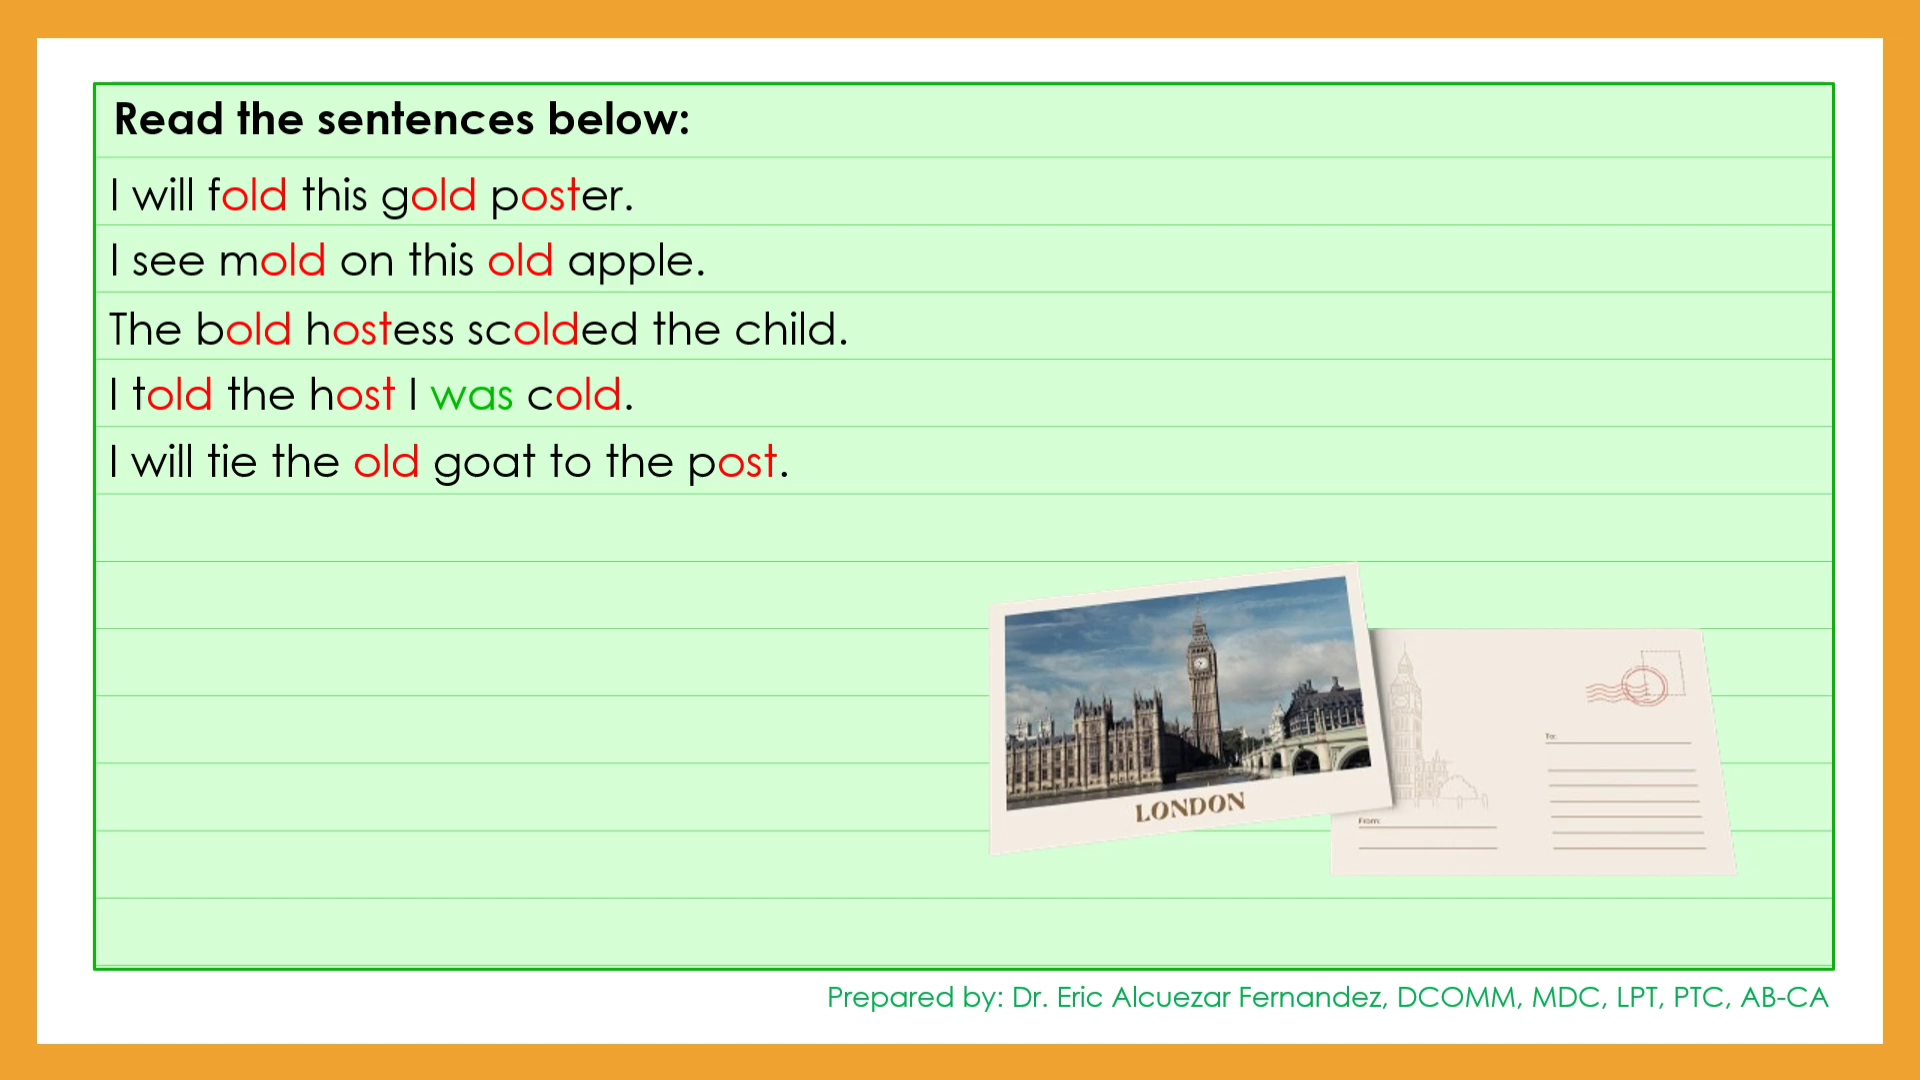 Read the sentences below:
I will fold this gold poster.
I see mold on this old apple.
The bold hostess scolded the child.
I told the host I was cold.
I will tie the old goat to the post.
LONDON
To:
From:
Prepared by: Dr. Eric Alcuezar Fernandez, DCOMM, MDC, LPT, PTC, AB-CA